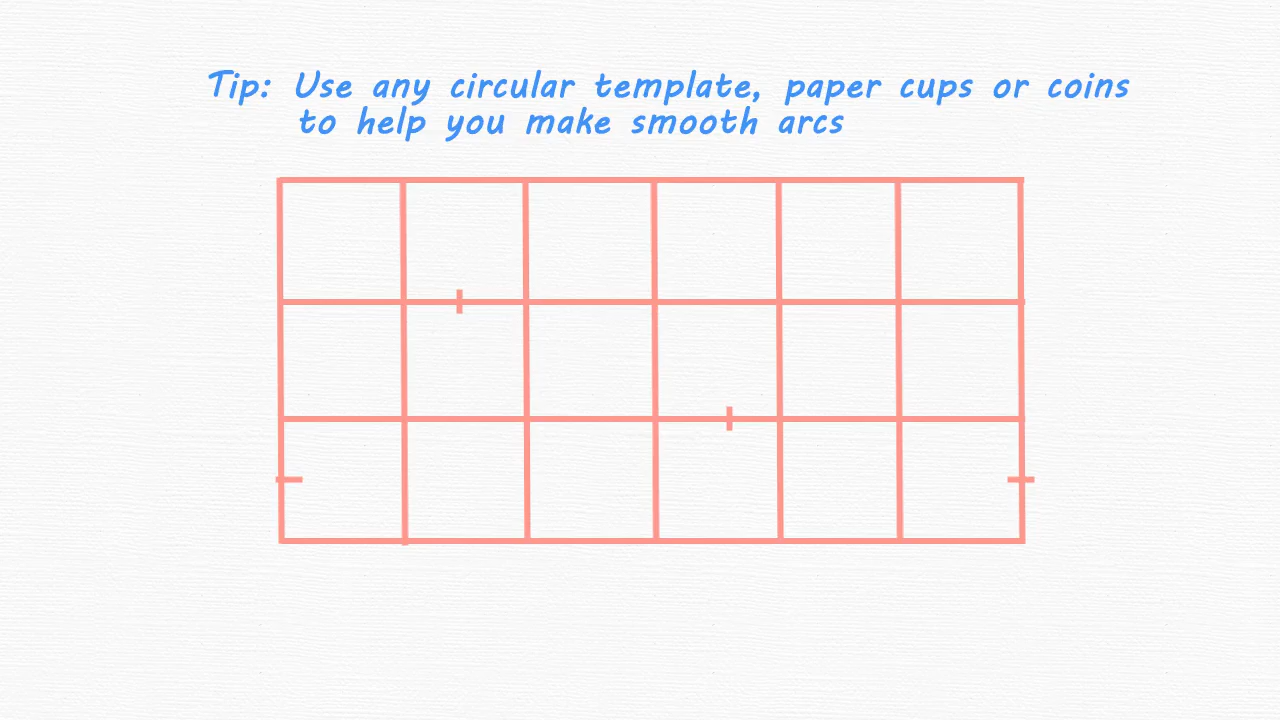 Tip: Use any circular template, paper cups or coins
to help you make smooth arcs